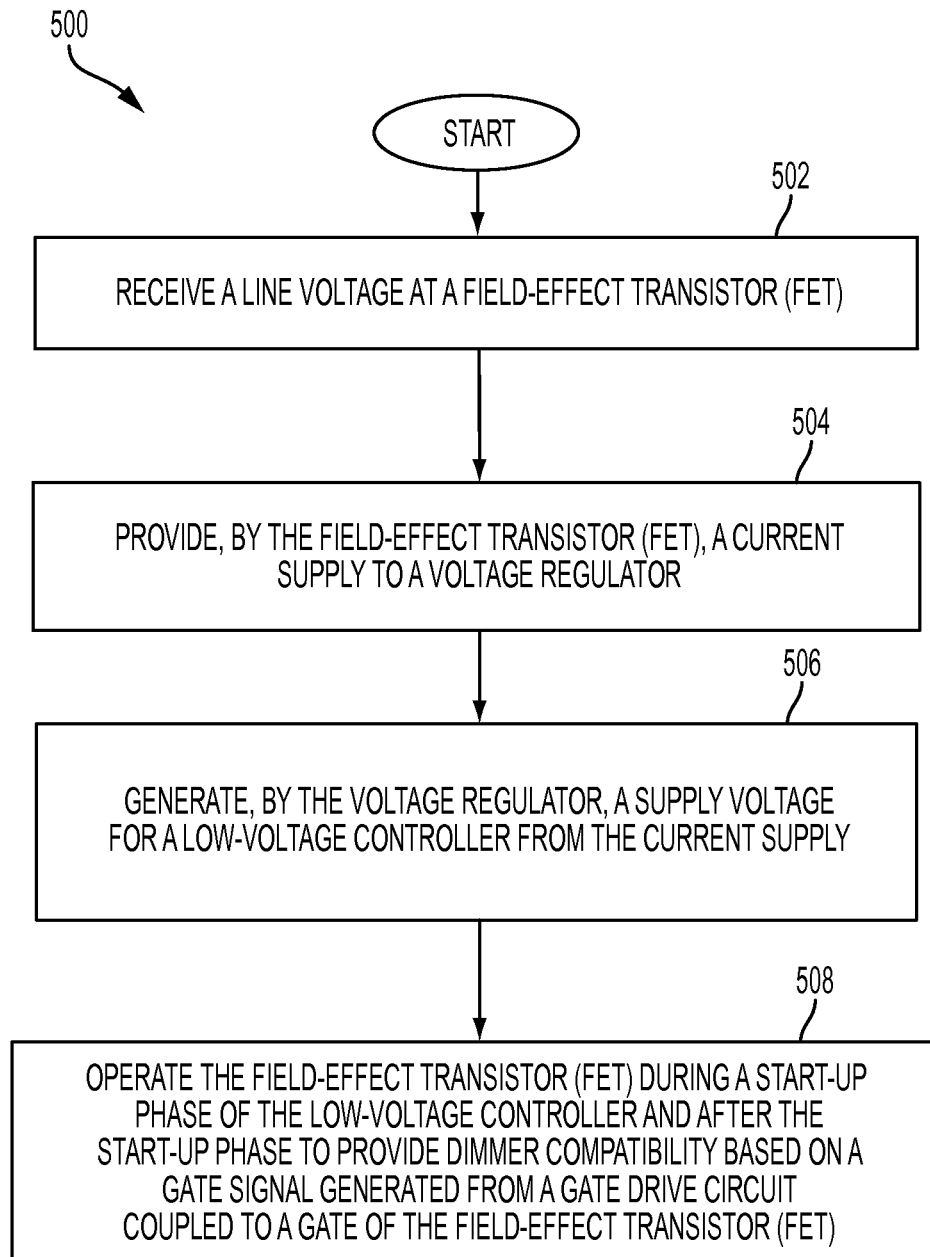 500
START
502
RECEIVE A LINE VOLTAGE AT A FIELD-EFFECT TRANSISTOR (FET)
504
PROVIDE, BY THE FIELD-EFFECT TRANSISTOR (FET), A CURRENT
SUPPLY TO A VOLTAGE REGULATOR
506
GENERATE, BY THE VOLTAGE REGULATOR, A SUPPLY VOLTAGE
FOR A LOW-VOLTAGE CONTROLLER FROM THE CURRENT SUPPLY
508
OPERATE THE FIELD-EFFECT TRANSISTOR (FET) DURING A START-UP
PHASE OF THE LOW-VOLTAGE CONTROLLER AND AFTER THE
START-UP PHASE TO PROVIDE DIMMER COMPATIBILITY BASED ON A
GATE SIGNAL GENERATED FROM A GATE DRIVE CIRCUIT
COUPLED TO A GATE OF THE FIELD-EFFECT TRANSISTOR (FET)